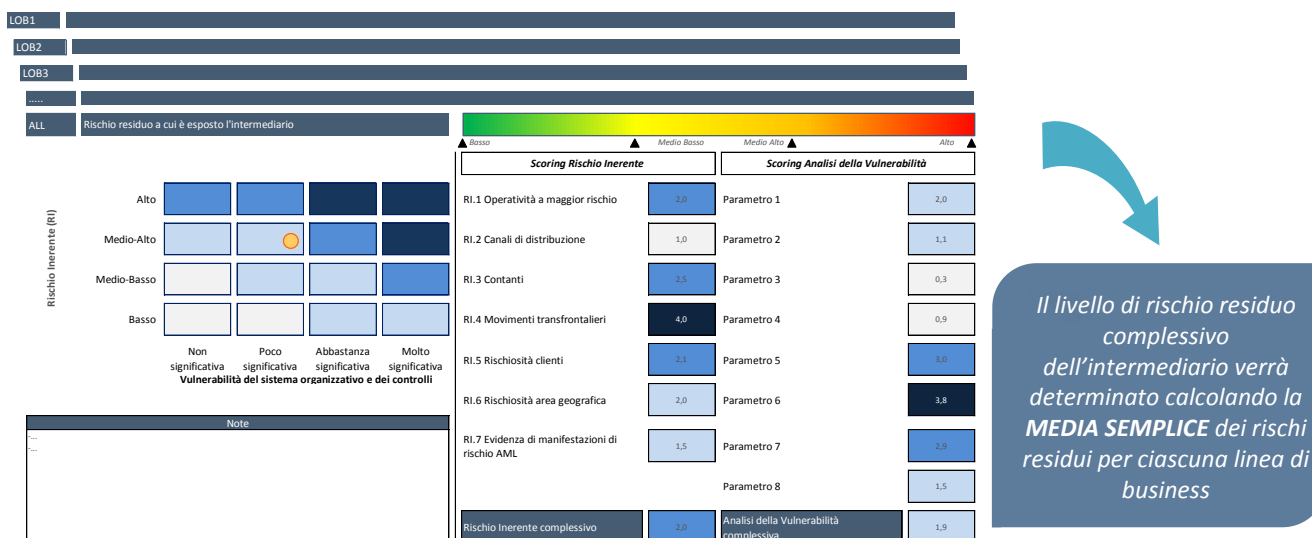 LOB1
LOB2
LOB3
.....
ALL
Rischio residuo a cui è esposto l'intermediario
Basso
Medio Basso
Medio Alto
Alto
Scoring Rischio Inerente
Scoring Analisi della Vulnerabilità
Rischio Inerente (RI)
Alto
Medio-Alto
Medio-Basso
Basso
Non
significativa
Poco
significativa
Abbastanza
significativa
Molto
significativa
Vulnerabilità del sistema organizzativo e dei controlli
Note
-...
-...
RI.1 Operatività a maggior rischio
2,0
Parametro 1
2,0
RI.2 Canali di distribuzione
1,0
Parametro 2
1,1
RI.3 Contanti
2,5
Parametro 3
0,3
RI.4 Movimenti transfrontalieri
4,0
Parametro 4
0,9
RI.5 Rischiosità clienti
2,1
Parametro 5
3,0
RI.6 Rischiosità area geografica
2,0
Parametro 6
3,8
RI.7 Evidenza di manifestazioni di
rischio AML
1,5
Parametro 7
2,9
Parametro 8
1,5
Rischio Inerente complessivo
2,0
Analisi della Vulnerabilità
complessiva
1,9
Il livello di rischio residuo
complessivo
dell'intermediario verrà
determinato calcolando la
MEDIA SEMPLICE dei rischi
residui per ciascuna linea di
business